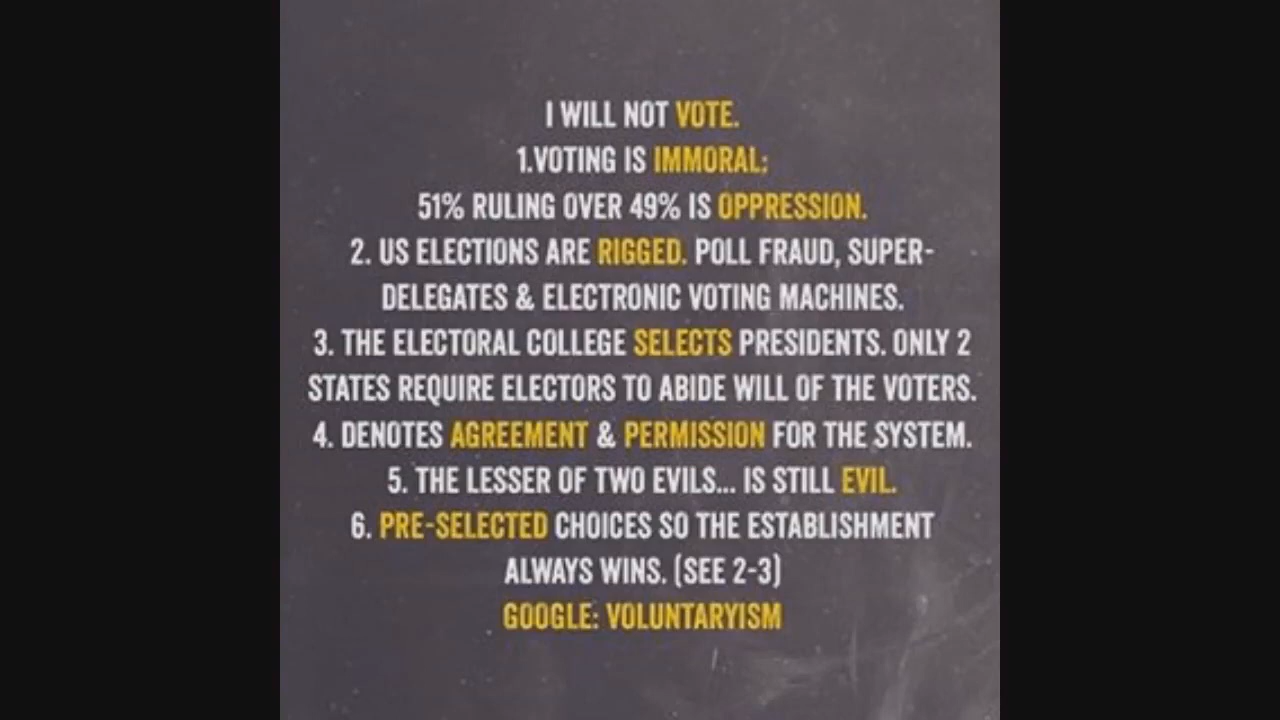 I WILL NOT VOTE.
1.VOTING IS IMMORAL;
51% RULING OVER 49% IS OPPRESSION.
2. US ELECTIONS ARE RIGGED. POLL FRAUD, SUPER-
DELEGATES & ELECTRONIC VOTING MACHINES.
3. THE ELECTORAL COLLEGE SELECTS PRESIDENTS. ONLY 2
STATES REQUIRE ELECTORS TO ABIDE WILL OF THE VOTERS.
4. DENOTES AGREEMENT & PERMISSION FOR THE SYSTEM.
5. THE LESSER OF TWO EVILS... IS STILL EVIL.
6. PRE-SELECTED CHOICES SO THE ESTABLISHMENT
ALWAYS WINS. (SEE 2-3)
GOOGLE: VOLUNTARYISM